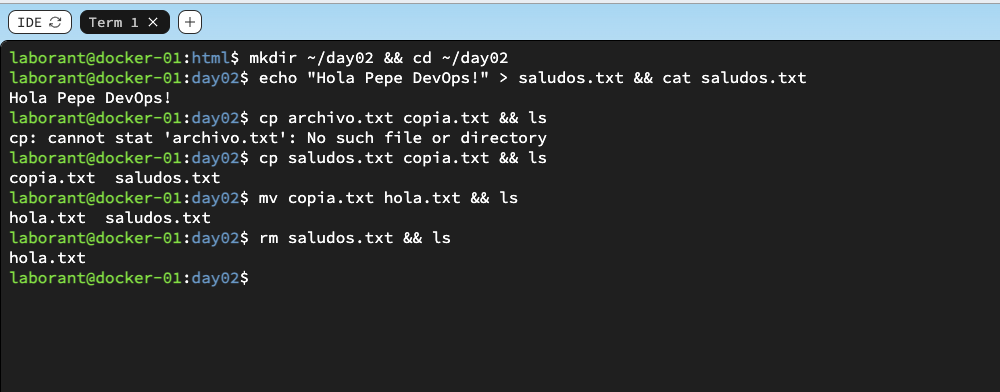 IDE
Term 1
laborant@docker-01:html$ mkdir ~/day02 && cd ~/day02
laborant@docker-01:day02$ echo "Hola Pepe DevOps!" > saludos.txt && cat saludos.txt
Hola Pepe DevOps!
laborant@docker-01:day02$ cp archivo.txt copia.txt && ls
cp: cannot stat 'archivo.txt': No such file or directory
laborant@docker-01:day02$ cp saludos.txt copia.txt && ls
copia.txt  saludos.txt
laborant@docker-01:day02$ mv copia.txt hola.txt && ls
hola.txt  saludos.txt
laborant@docker-01:day02$ rm saludos.txt && ls
hola.txt
laborant@docker-01:day02$